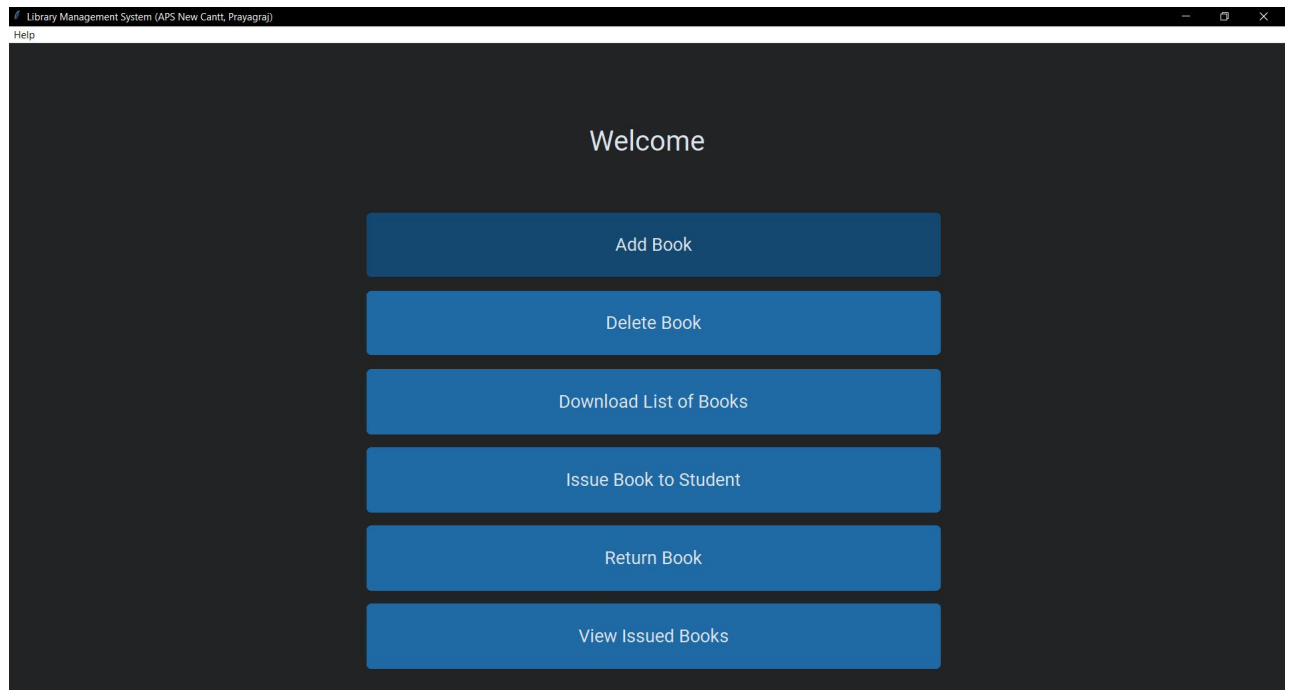 Library Management System (APS New Cantt, Prayagraj)
Help
Welcome
Add Book
Delete Book
Download List of Books
Issue Book to Student
Return Book
View Issued Books